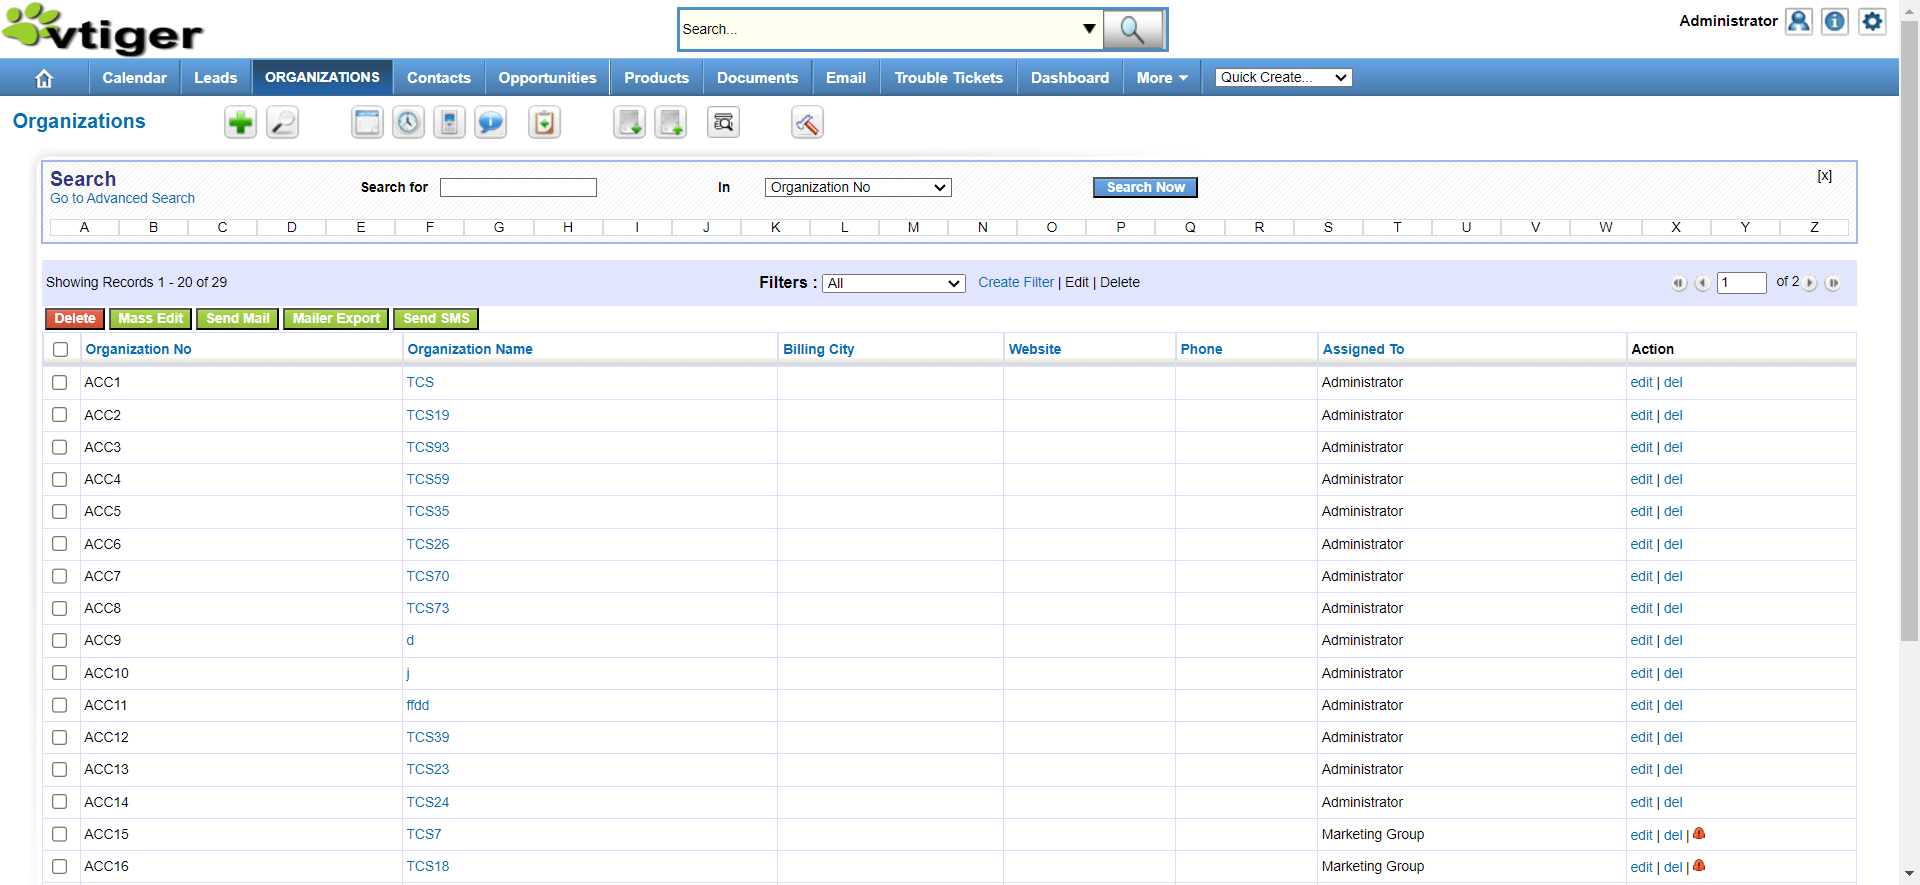 vtiger
Search...
Administrator
Calendar Leads ORGANIZATIONS Contacts Opportunities Products Documents Email Trouble Tickets Dashboard More Quick Create...
Organizations
Search
Go to Advanced Search
Search for In Organization No Search Now [x]
A B C D E F G H I J K L M N O P Q R S T U V W X Y Z
Showing Records 1 - 20 of 29 Filters : All Create Filter | Edit | Delete 1 of 2
Delete Mass Edit Send Mail Mailer Export Send SMS
Organization No Organization Name Billing City Website Phone Assigned To Action
ACC1 TCS Administrator edit | del
ACC2 TCS19 Administrator edit | del
ACC3 TCS93 Administrator edit | del
ACC4 TCS59 Administrator edit | del
ACC5 TCS35 Administrator edit | del
ACC6 TCS26 Administrator edit | del
ACC7 TCS70 Administrator edit | del
ACC8 TCS73 Administrator edit | del
ACC9 d Administrator edit | del
ACC10 j Administrator edit | del
ACC11 ffdd Administrator edit | del
ACC12 TCS39 Administrator edit | del
ACC13 TCS23 Administrator edit | del
ACC14 TCS24 Administrator edit | del
ACC15 TCS7 Marketing Group edit | del |
ACC16 TCS18 Marketing Group edit | del |